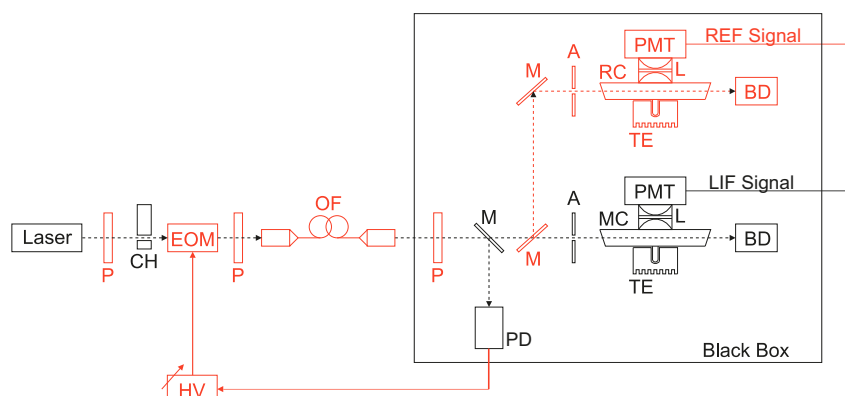 PMT
REF Signal
A
M
RC
L
BD
TE
PMT
LIF Signal
A
OF
M
MC
L
Laser
EOM
BD
CH
P
P
P
M
TE
PD
Black Box
HV